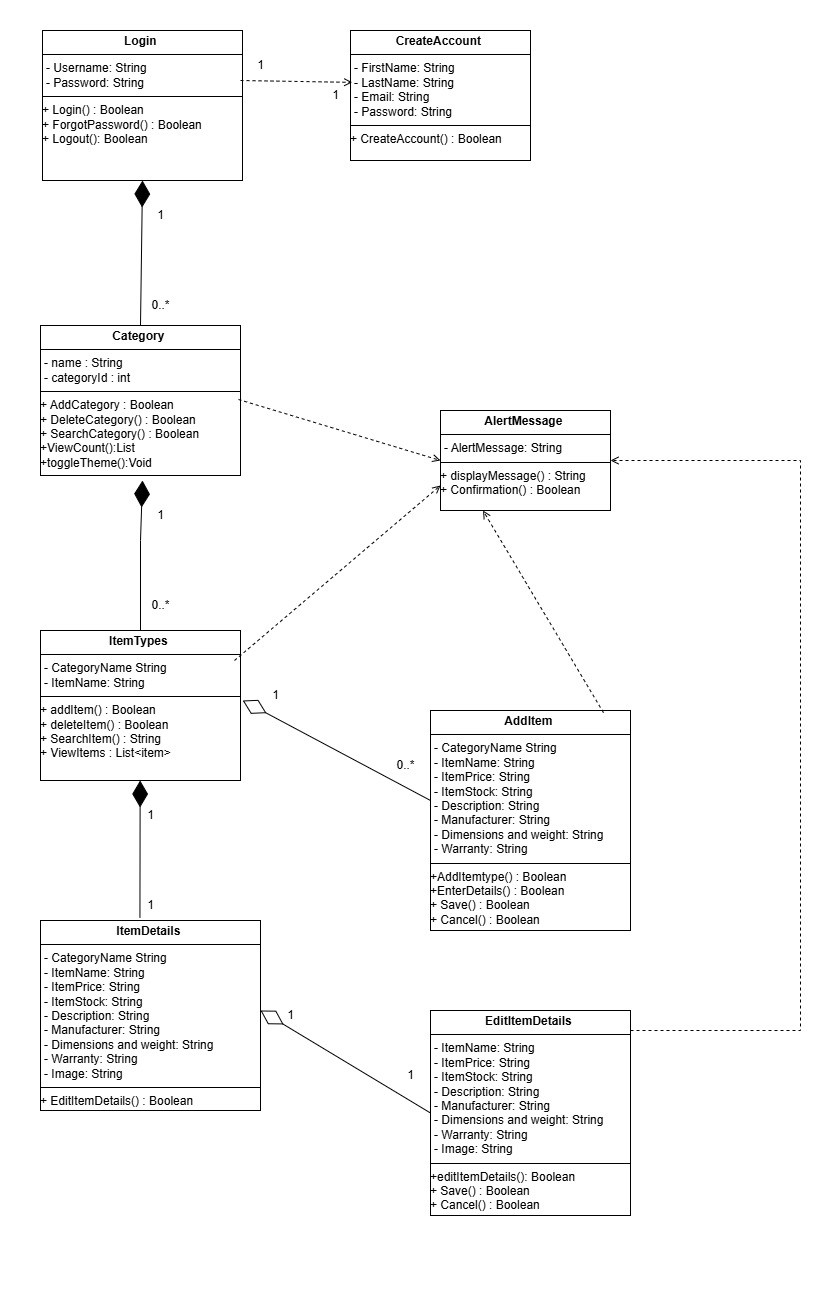 Login
- Username: String
- Password: String
+ Login() : Boolean
+ ForgotPassword() : Boolean
+ Logout(): Boolean
1
1
CreateAccount
- FirstName: String
- LastName: String
- Email: String
- Password: String
+ CreateAccount() : Boolean
1
0..*
Category
- name : String
- categoryId : int
+ AddCategory : Boolean
+ DeleteCategory() : Boolean
+ SearchCategory() : Boolean
+ViewCount():List
+toggleTheme():Void
AlertMessage
- AlertMessage: String
+ displayMessage() : String
+ Confirmation() : Boolean
1
0..*
ItemTypes
- CategoryName String
- ItemName: String
+ addItem() : Boolean
+ deleteItem() : Boolean
+ SearchItem() : String
+ ViewItems : List<item>
1
0..*
AddItem
- CategoryName String
- ItemName: String
- ItemPrice: String
- ItemStock: String
- Description: String
- Manufacturer: String
- Dimensions and weight: String
- Warranty: String
+AddItemtype() : Boolean
+EnterDetails() : Boolean
+ Save() : Boolean
+ Cancel() : Boolean
1
1
ItemDetails
- CategoryName String
- ItemName: String
- ItemPrice: String
- ItemStock: String
- Description: String
- Manufacturer: String
- Dimensions and weight: String
- Warranty: String
- Image: String
+ EditItemDetails() : Boolean
1
1
EditItemDetails
- ItemName: String
- ItemPrice: String
- ItemStock: String
- Description: String
- Manufacturer: String
- Dimensions and weight: String
- Warranty: String
- Image: String
+editItemDetails(): Boolean
+ Save() : Boolean
+ Cancel() : Boolean